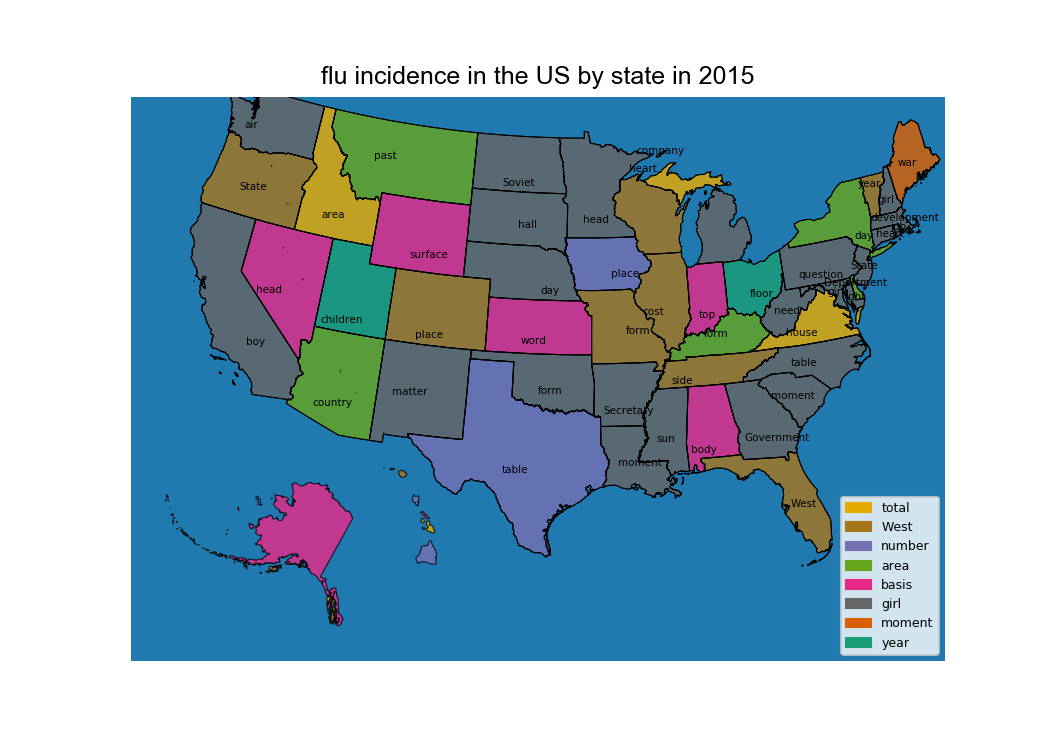 flu incidence in the US by state in 2015
air
company
past
war
heart
Soviet
year
State
girl
area
head
development
hall
day
heart
surface
State
place
question
Department
children
head
day
floor
girl
need
place
cost
top
form
form
house
boy
word
table
side
country
matter
form
moment
Secretary
sun
Government
body
moment
table
West
total
West
number
area
basis
girl
moment
year